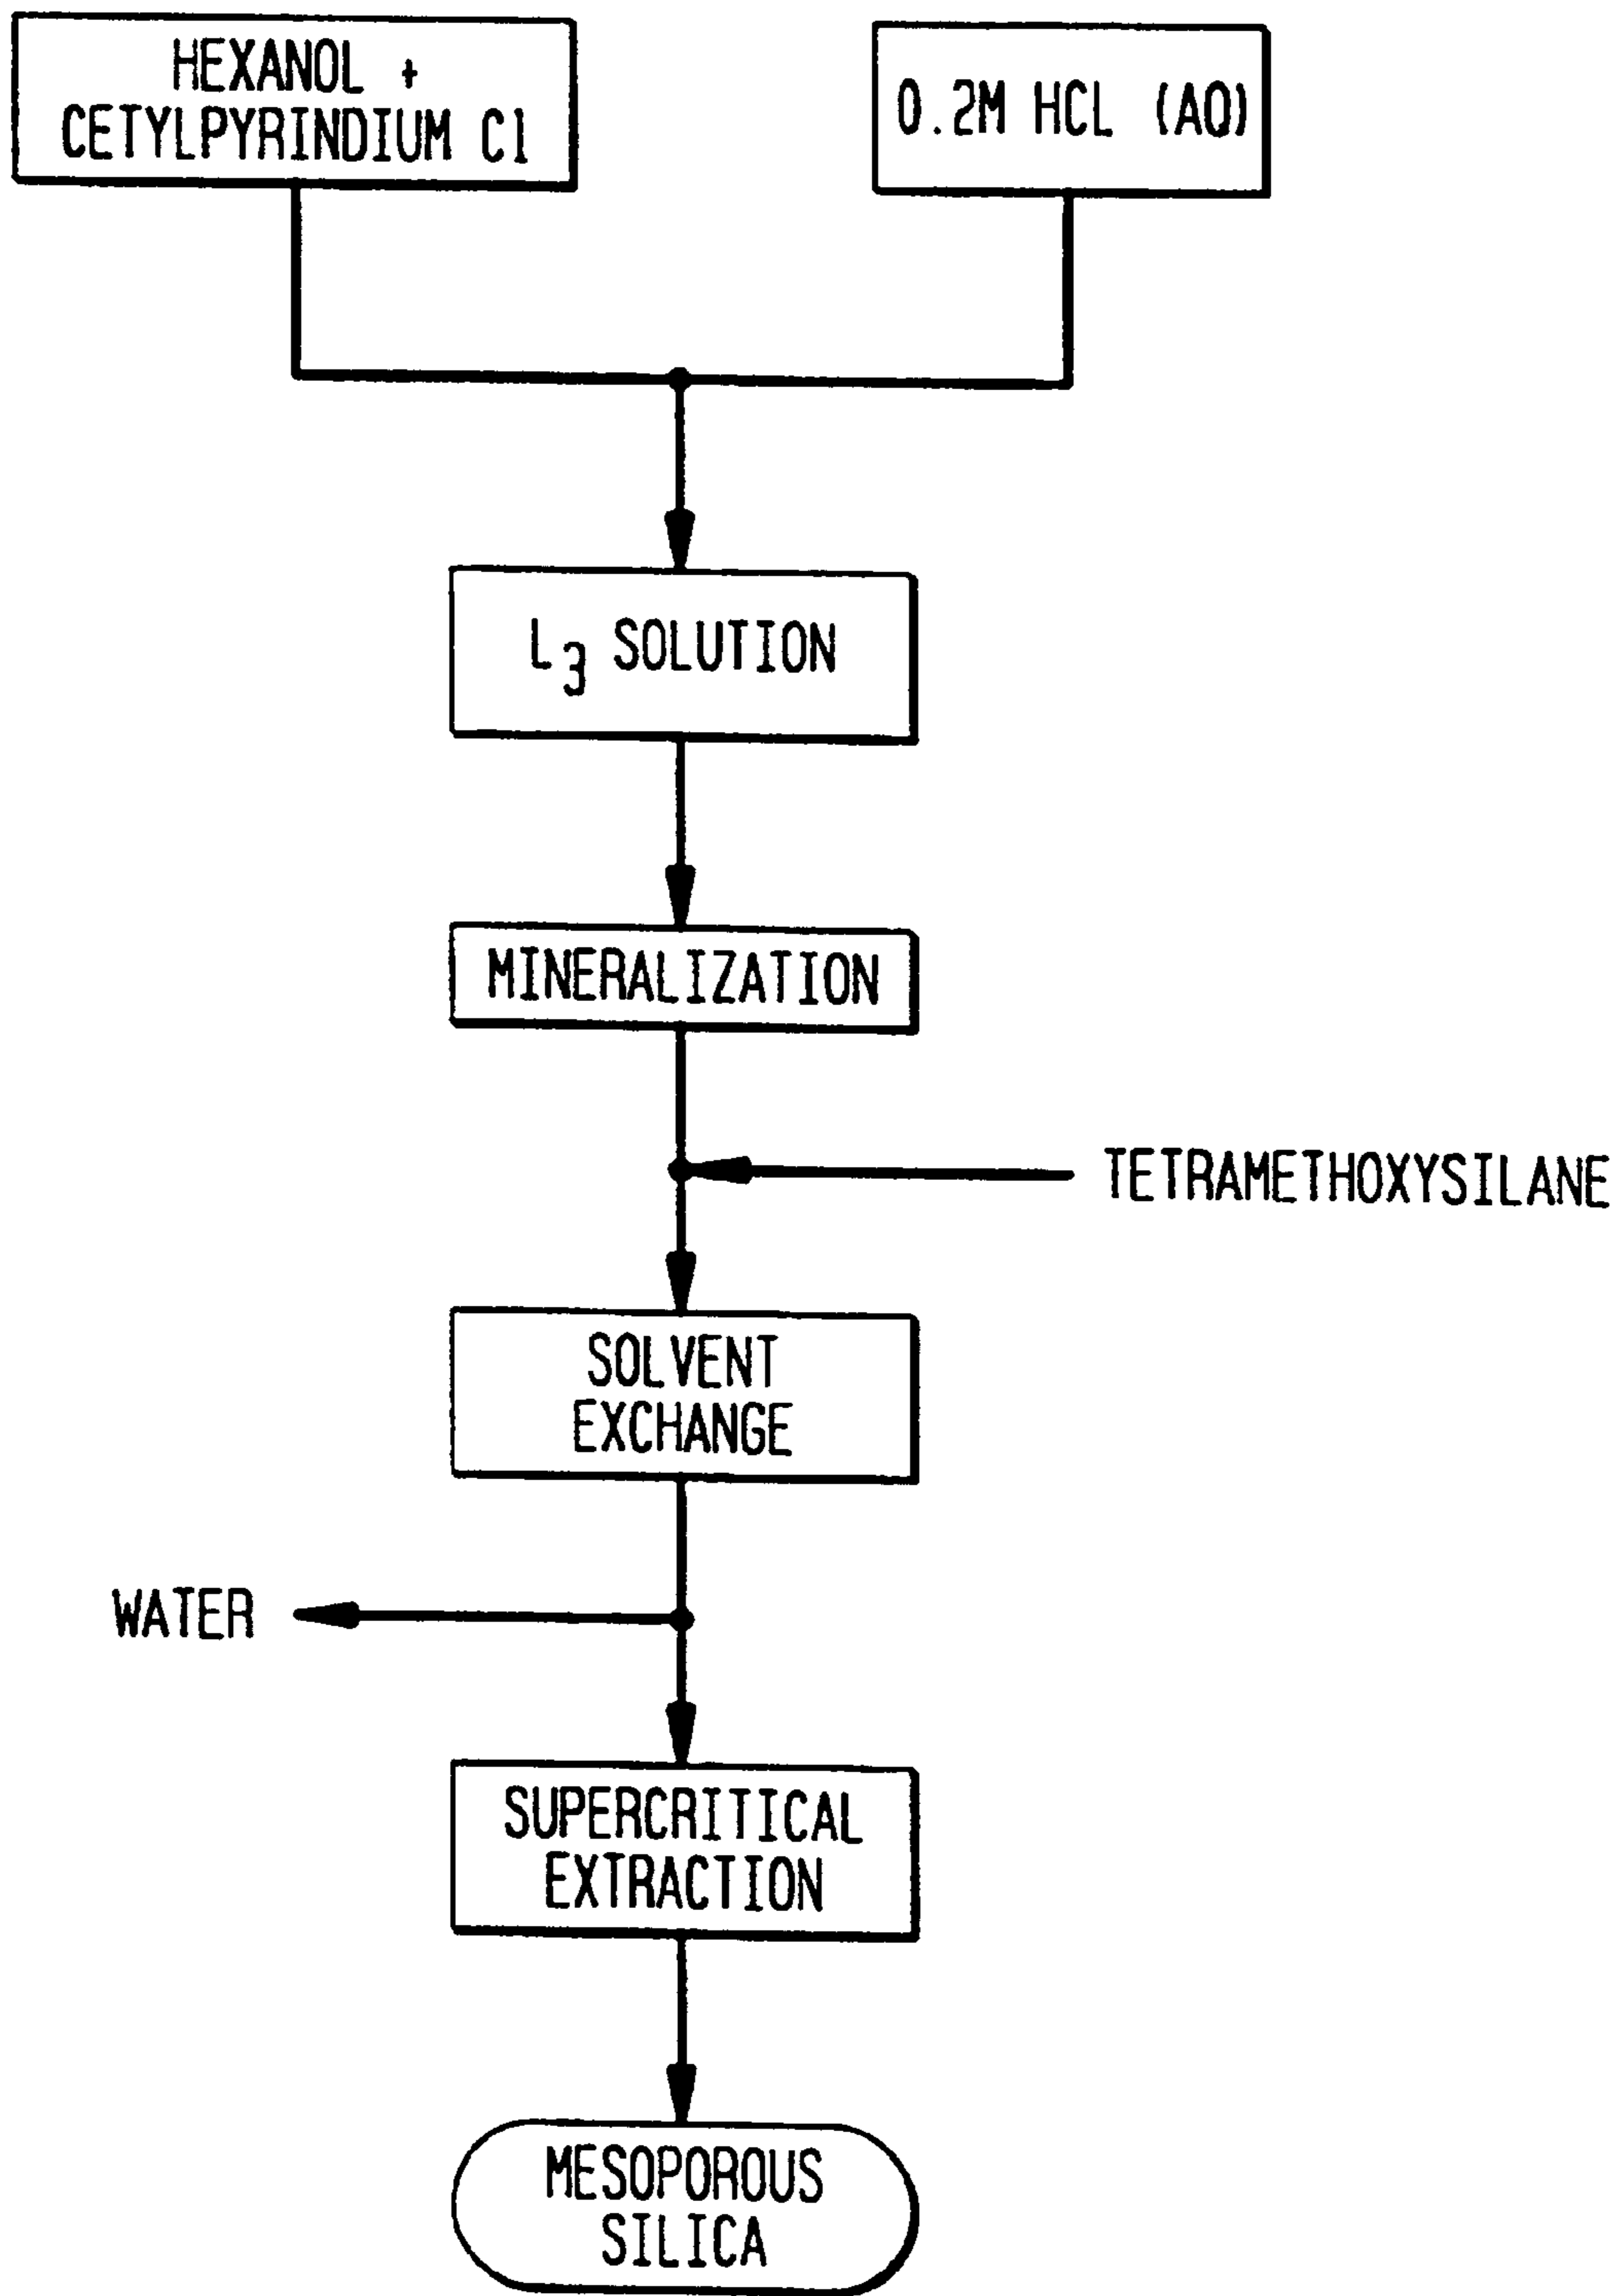 HEXANOL +
CETYLPYRINDIUM Cl
0.2M HCL (AQ)
L3 SOLUTION
MINERALIZATION
TETRAMETHOXYSILANE
SOLVENT
EXCHANGE
WATER
SUPERCRITICAL
EXTRACTION
MESOPOROUS
SILICA